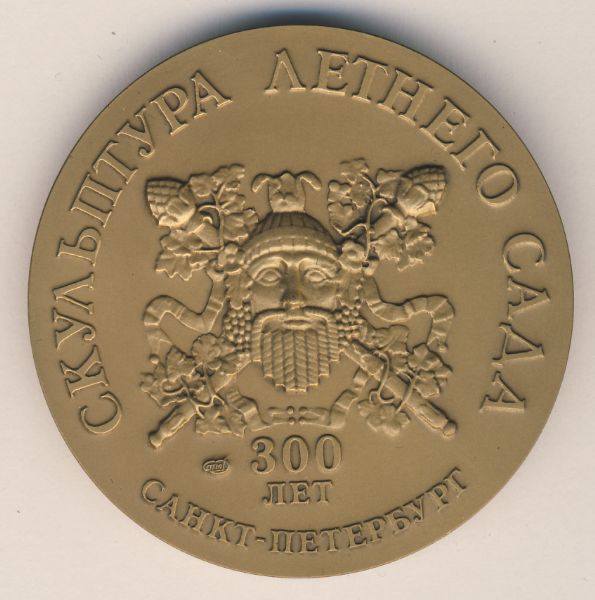 СКУЛЬПТУРА ЛЕТНЕГО САДА
300
ЛЕТ
САНКТ-ПЕТЕРБУРГ